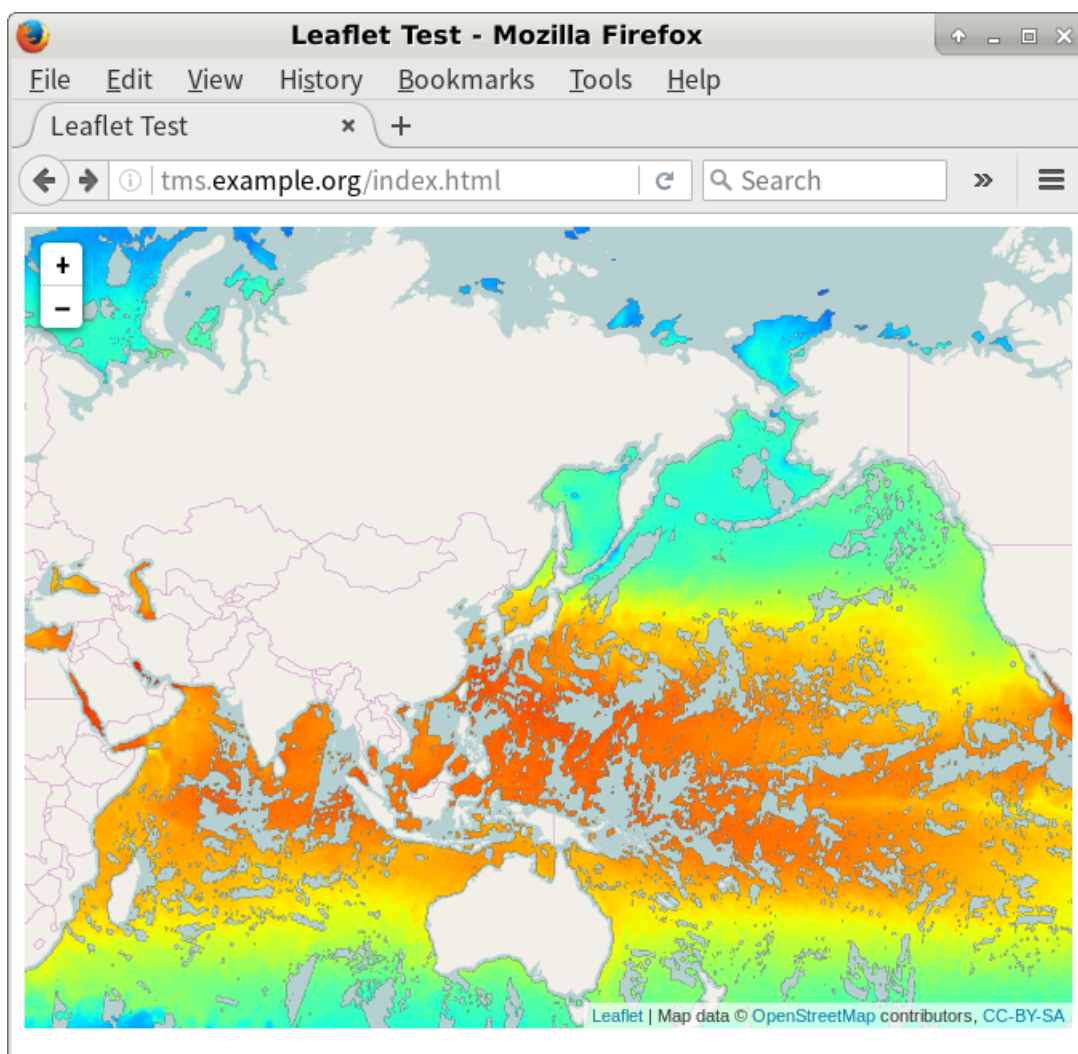 Leaflet Test - Mozilla Firefox
File Edit View History Bookmarks Tools Help
Leaflet Test
tms.example.org/index.html Search
+
−
Leaflet | Map data © OpenStreetMap contributors, CC-BY-SA